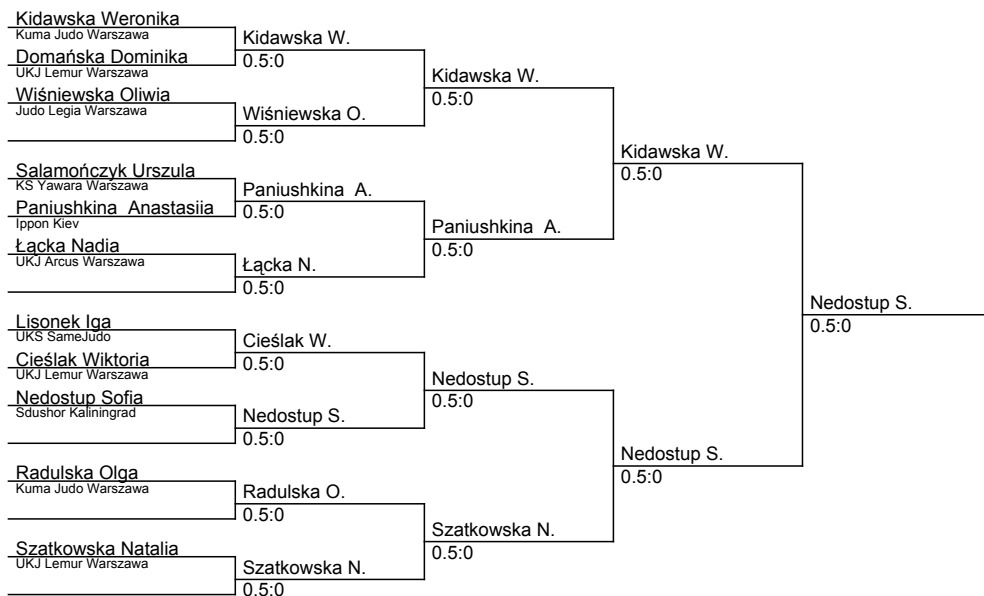 Kidawska Weronika
Kuma Judo Warszawa
Domańska Dominika
UKJ Lemur Warszawa
Wiśniewska Oliwia
Judo Legia Warszawa
Salamończyk Urszula
KS Yawara Warszawa
Paniushkina Anastasiia
Ippon Kiev
Łącka Nadia
UKJ Arcus Warszawa
Lisonek Iga
UKS SameJudo
Cieślak Wiktoria
UKJ Lemur Warszawa
Nedostup Sofia
Sdushor Kaliningrad
Radulska Olga
Kuma Judo Warszawa
Szatkowska Natalia
UKJ Lemur Warszawa
Kidawska W.
0.5:0
Wiśniewska O.
0.5:0
Paniushkina A.
0.5:0
Łącka N.
0.5:0
Cieślak W.
0.5:0
Nedostup S.
0.5:0
Radulska O.
0.5:0
Szatkowska N.
0.5:0
Kidawska W.
0.5:0
Paniushkina A.
0.5:0
Nedostup S.
0.5:0
Szatkowska N.
0.5:0
Kidawska W.
0.5:0
Nedostup S.
0.5:0
Nedostup S.
0.5:0